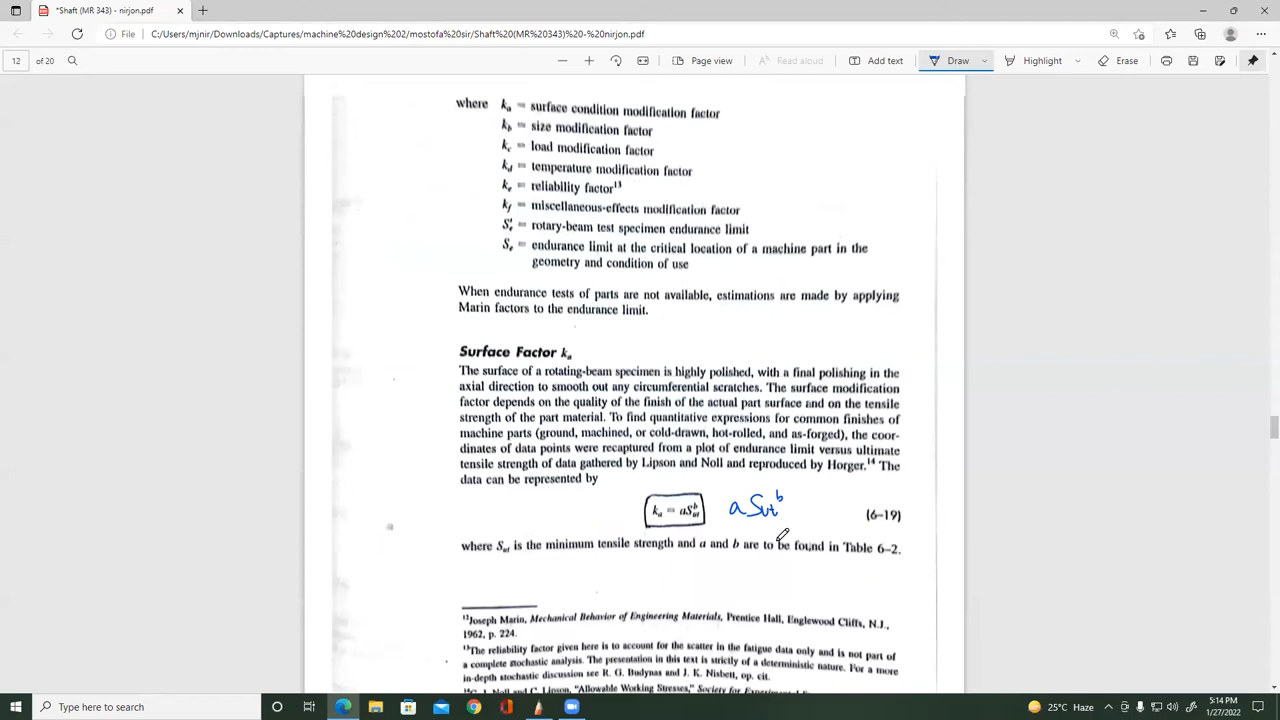 *Shaft (MR 343) - nirjon.pdf
File C:/Users/mjnir/Downloads/Captures/machine%20design%202/mostofa%20sir/Shaft%20(MR%20343)%20-%20nirjon.pdf
12 of 20 Page view Read aloud Add text Draw Highlight Erase
where kₐ = surface condition modification factor
k_b = size modification factor
k_c = load modification factor
k_d = temperature modification factor
k_e = reliability factor¹³
k_f = miscellaneous-effects modification factor
S'_e = rotary-beam test specimen endurance limit
S_e = endurance limit at the critical location of a machine part in the
geometry and condition of use
When endurance tests of parts are not available, estimations are made by applying
Marin factors to the endurance limit.
Surface Factor kₐ
The surface of a rotating-beam specimen is highly polished, with a final polishing in the
axial direction to smooth out any circumferential scratches. The surface modification
factor depends on the quality of the finish of the actual part surface and on the tensile
strength of the part material. To find quantitative expressions for common finishes of
machine parts (ground, machined, or cold-drawn, hot-rolled, and as-forged), the coor-
dinates of data points were recaptured from a plot of endurance limit versus ultimate
tensile strength of data gathered by Lipson and Noll and reproduced by Horger.¹⁴ The
data can be represented by
kₐ = aS_ut^b a Sut^b (6–19)
where S_ut is the minimum tensile strength and a and b are to be found in Table 6–2.
¹²Joseph Marin, Mechanical Behavior of Engineering Materials, Prentice Hall, Englewood Cliffs, N.J.,
1962, p. 224.
¹³The reliability factor given here is to account for the scatter in the fatigue data only and is not part of
a complete stochastic analysis. The presentation in this text is strictly of a deterministic nature. For a more
in-depth stochastic discussion see R. G. Budynas and J. K. Nisbett, op. cit.
Noll and C. Lipson, "Allowable Working Stresses," Society for
Type here to search
25°C Haze
5:14 PM
1/27/2022